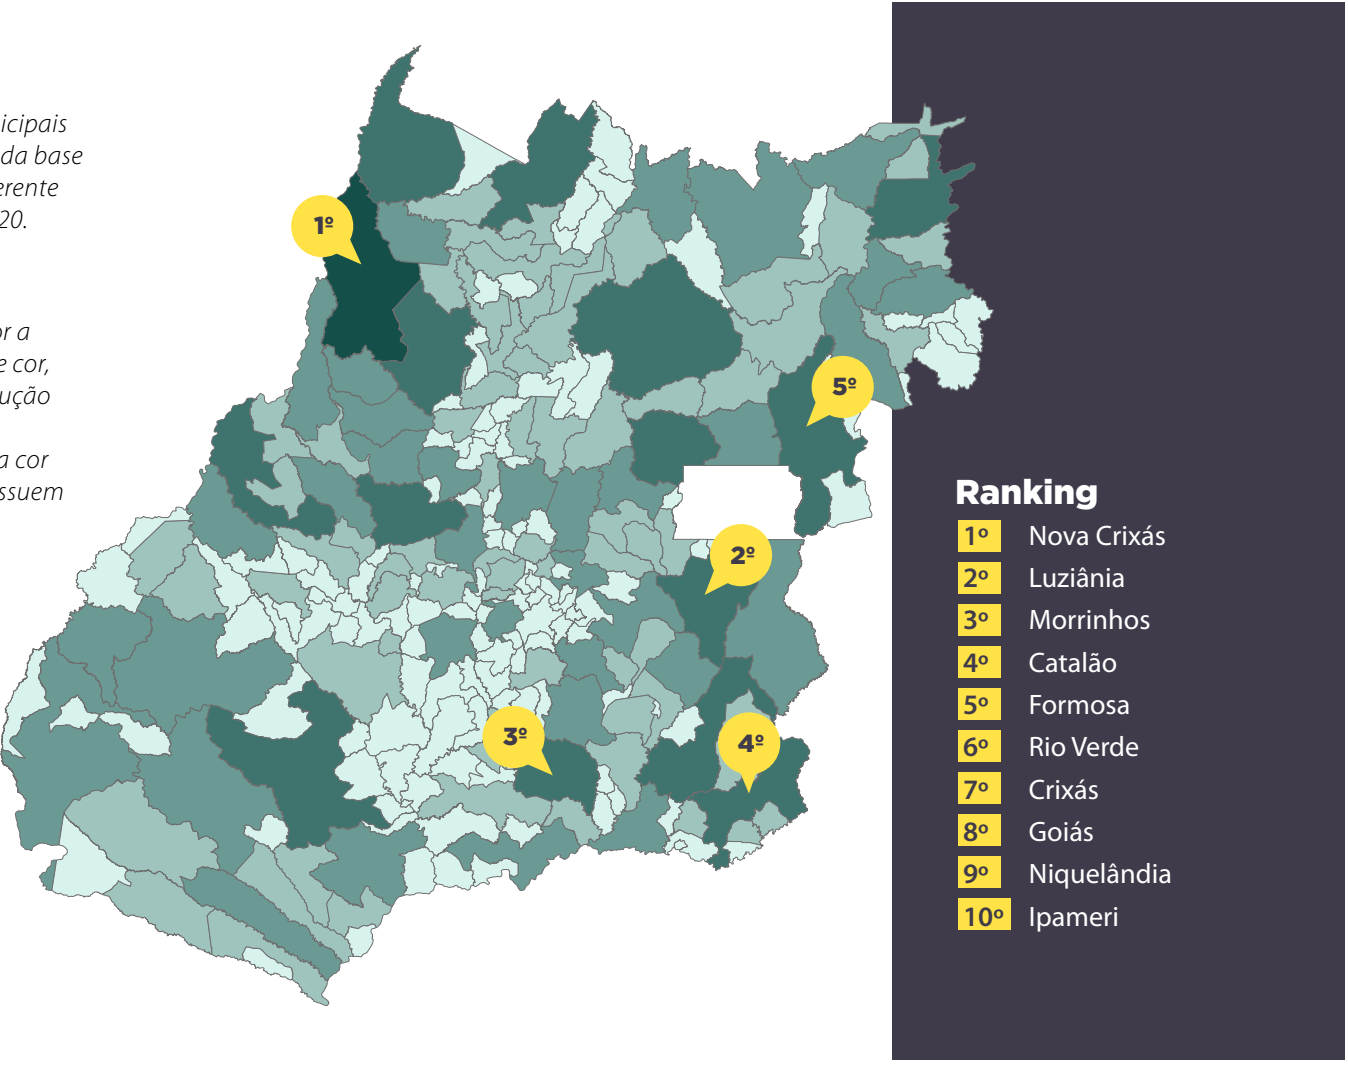 icipais
da base
erente
20.
or a
e cor,
ução
a cor
ssuem
1º
5º
2º
3º
4º
Ranking
1º Nova Crixás
2º Luziânia
3º Morrinhos
4º Catalão
5º Formosa
6º Rio Verde
7º Crixás
8º Goiás
9º Niquelândia
10º Ipameri